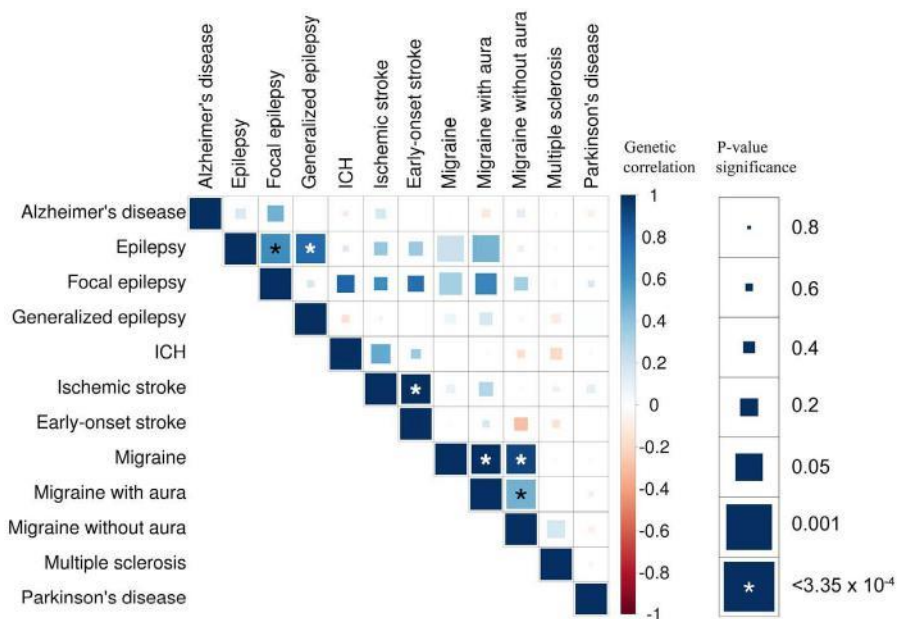 Alzheimer's disease
Epilepsy
Focal epilepsy
Generalized epilepsy
ICH
Ischemic stroke
Early-onset stroke
Migraine
Migraine with aura
Migraine without aura
Multiple sclerosis
Parkinson's disease
Genetic
correlation
P-value
significance
Alzheimer's disease
Epilepsy
* *
Focal epilepsy
Generalized epilepsy
ICH
Ischemic stroke
*
Early-onset stroke
Migraine
* *
Migraine with aura
*
Migraine without aura
Multiple sclerosis
Parkinson's disease
1
0.8
0.6
0.4
0.2
0
-0.2
-0.4
-0.6
-0.8
-1
0.8
0.6
0.4
0.2
0.05
0.001
* <3.35 x 10⁻⁴